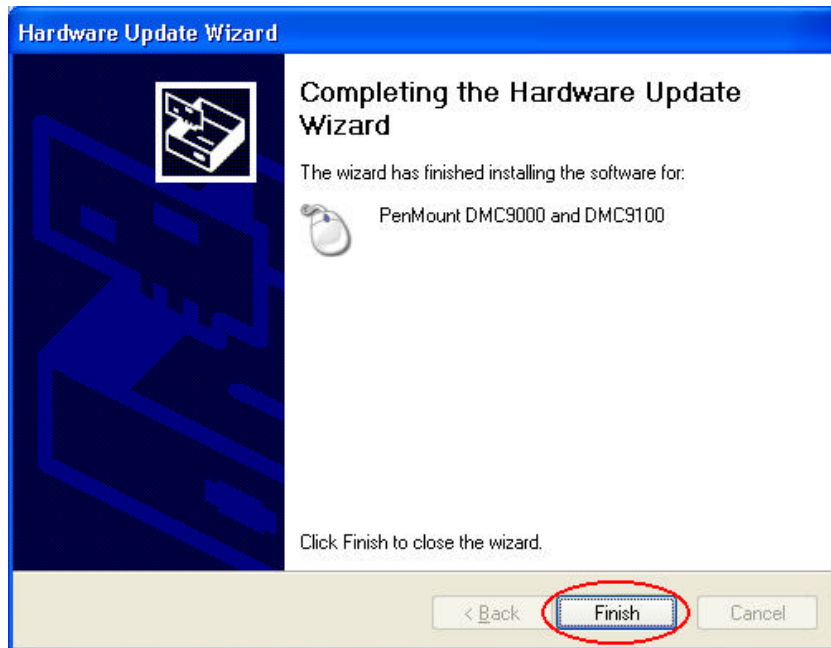 Hardware Update Wizard
Completing the Hardware Update
Wizard
The wizard has finished installing the software for:
PenMount DMC9000 and DMC9100
Click Finish to close the wizard.
< Back
Finish
Cancel